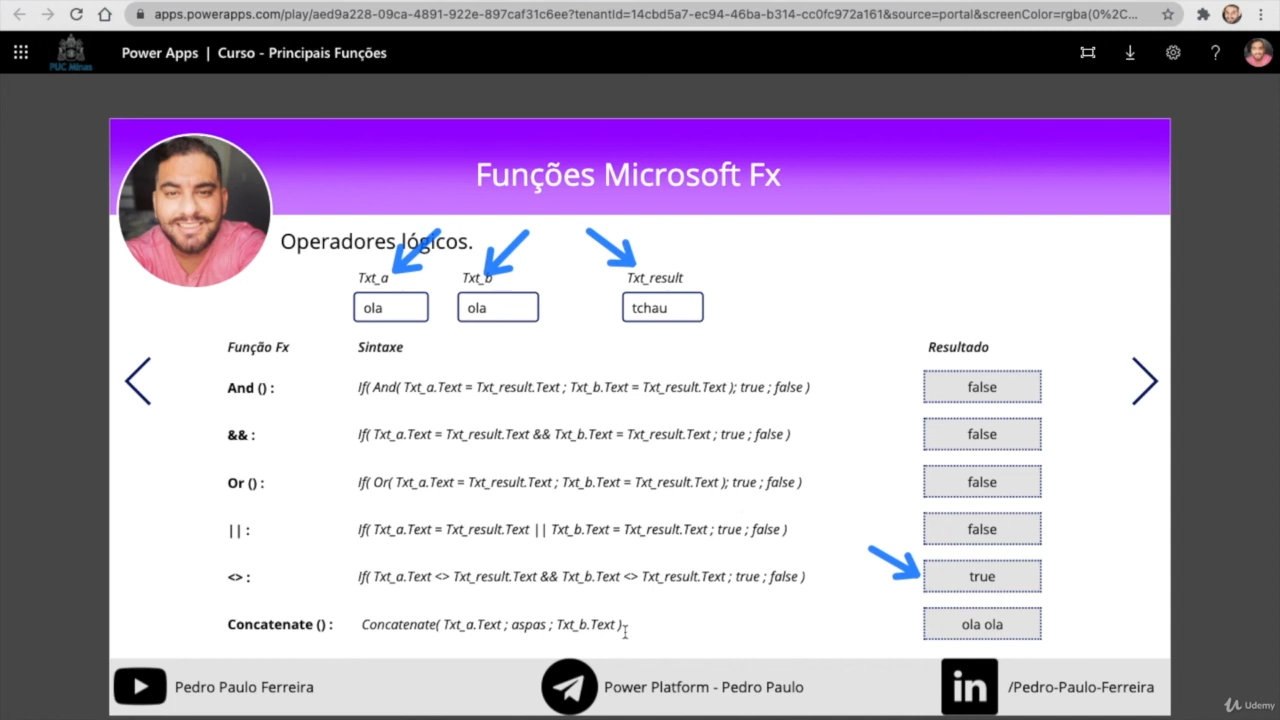 apps.powerapps.com/play/aed9a228-09ca-4891-922e-897caf31c6ee?tenantId=14cbd5a7-ec94-46ba-b314-cc0fc972a161&source=portal&screenColor=rgba(0%2C...
PUC Minas
Power Apps | Curso - Principais Funções
Funções Microsoft Fx
Operadores lógicos.
Txt_a Txt_b Txt_result
ola ola tchau
Função Fx Sintaxe Resultado
And () : If( And( Txt_a.Text = Txt_result.Text ; Txt_b.Text = Txt_result.Text ); true ; false ) false
&& : If( Txt_a.Text = Txt_result.Text && Txt_b.Text = Txt_result.Text ; true ; false ) false
Or () : If( Or( Txt_a.Text = Txt_result.Text ; Txt_b.Text = Txt_result.Text ); true ; false ) false
|| : If( Txt_a.Text = Txt_result.Text || Txt_b.Text = Txt_result.Text ; true ; false ) false
<> : If( Txt_a.Text <> Txt_result.Text && Txt_b.Text <> Txt_result.Text ; true ; false ) true
Concatenate () : Concatenate( Txt_a.Text ; aspas ; Txt_b.Text ) ola ola
Pedro Paulo Ferreira Power Platform - Pedro Paulo in /Pedro-Paulo-Ferreira
Udemy